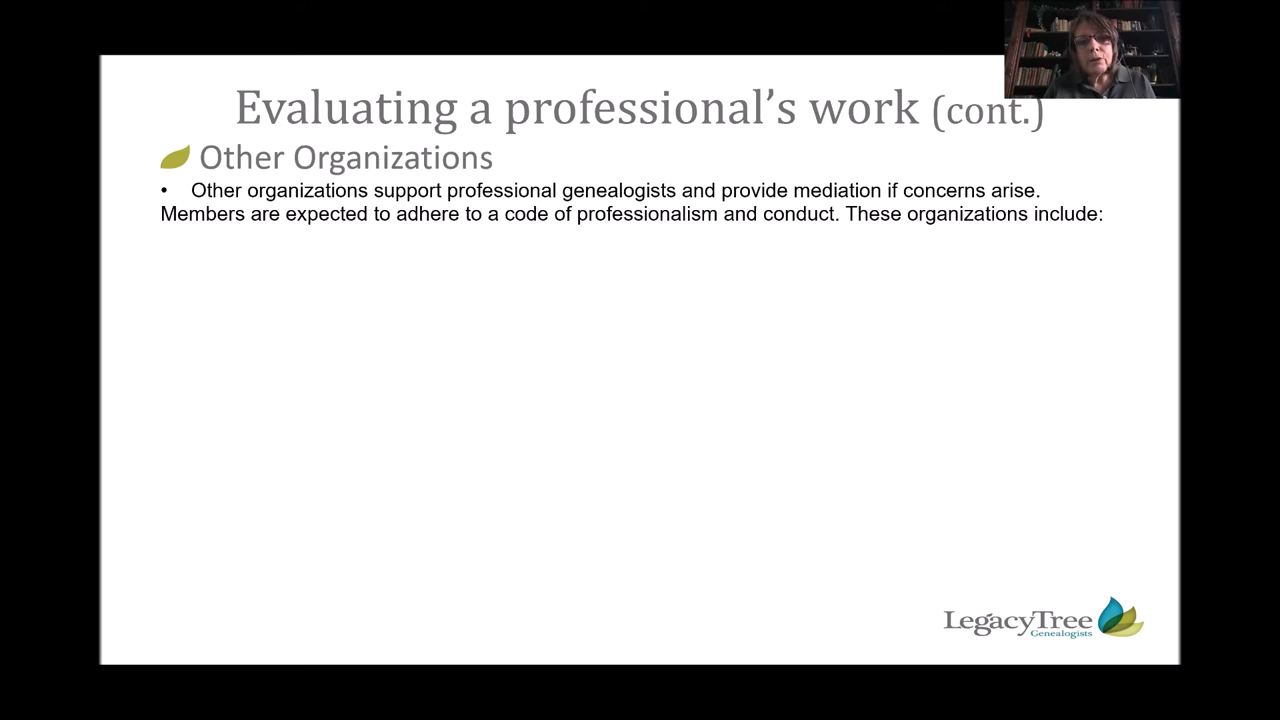 Evaluating a professional’s work (cont.)
Other Organizations
• Other organizations support professional genealogists and provide mediation if concerns arise.
Members are expected to adhere to a code of professionalism and conduct. These organizations include:
LegacyTree
Genealogists